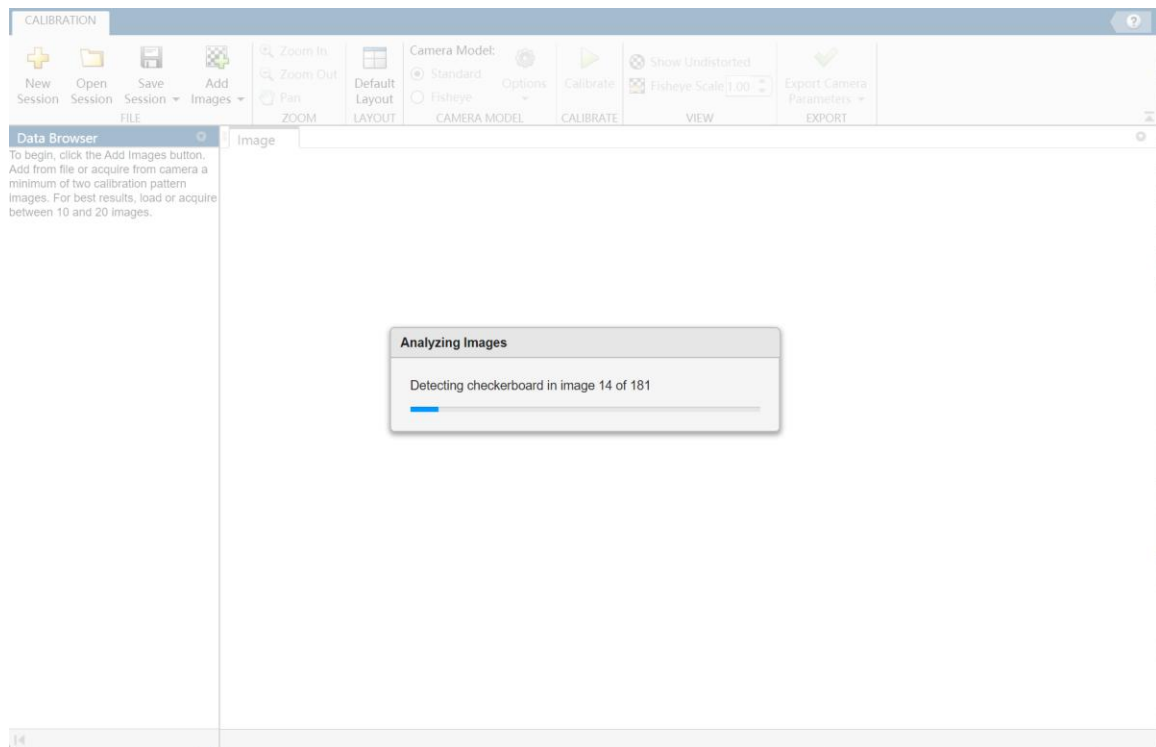 CALIBRATION
?
New Session
Open Session
Save Session
Add Images
FILE
Zoom In
Zoom Out
Pan
ZOOM
Default Layout
LAYOUT
Camera Model:
Standard
Fisheye
Options
CAMERA MODEL
Calibrate
CALIBRATE
Show Undistorted
Fisheye Scale 1.00
VIEW
Export Camera
Parameters
EXPORT
Data Browser
To begin, click the Add Images button.
Add from file or acquire from camera a
minimum of two calibration pattern
images. For best results, load or acquire
between 10 and 20 images.
Image
Analyzing Images
Detecting checkerboard in image 14 of 181